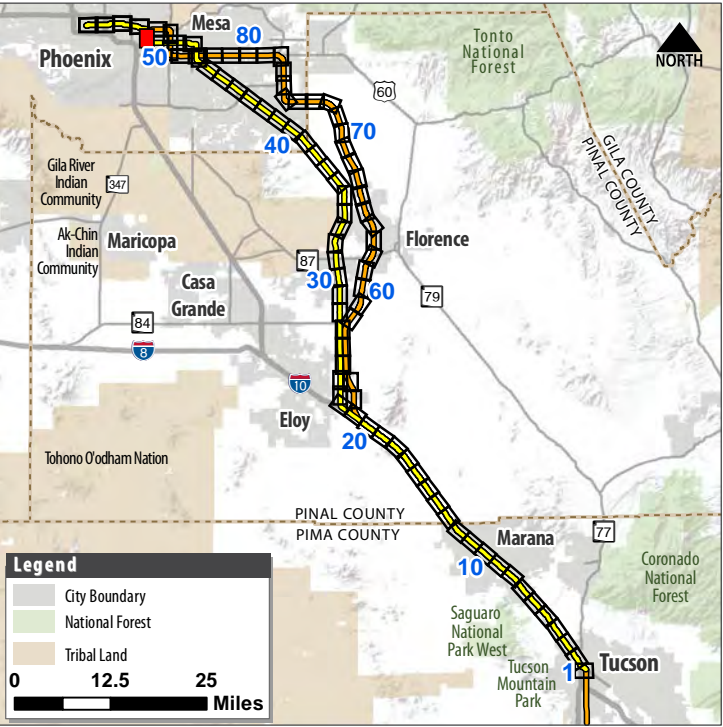 Mesa
80
Phoenix
50
Tonto
National
Forest
NORTH
60
70
40
GILA COUNTY
PINAL COUNTY
Gila River
Indian
Community
347
Ak-Chin
Indian
Community
Maricopa
Florence
87
Casa
Grande
30
60
79
84
8
10
Eloy
20
Tohono O'odham Nation
PINAL COUNTY
PIMA COUNTY
Marana
77
10
Coronado
National
Forest
Saguaro
National
Park West
Tucson
Mountain
Park
1
Tucson
Legend
City Boundary
National Forest
Tribal Land
0 12.5 25
Miles